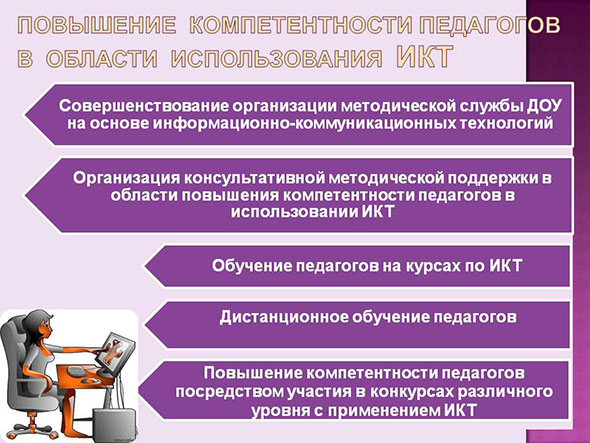 ПОВЫШЕНИЕ КОМПЕТЕНТНОСТИ ПЕДАГОГОВ
В ОБЛАСТИ ИСПОЛЬЗОВАНИЯ ИКТ
Совершенствование организации методической службы ДОУ
на основе информационно-коммуникационных технологий
Организация консультативной методической поддержки в
области повышения компетентности педагогов в
использовании ИКТ
Обучение педагогов на курсах по ИКТ
Дистанционное обучение педагогов
Повышение компетентности педагогов
посредством участия в конкурсах различного
уровня с применением ИКТ